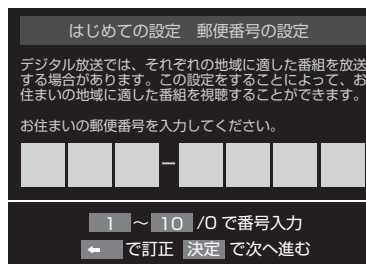 はじめての設定　郵便番号の設定
デジタル放送では、それぞれの地域に適した番組を放送
する場合があります。この設定をすることによって、お
住まいの地域に適した番組を視聴することができます。
お住まいの郵便番号を入力してください。
－
1 ～ 10 /0 で番号入力
← で訂正 決定 で次へ進む